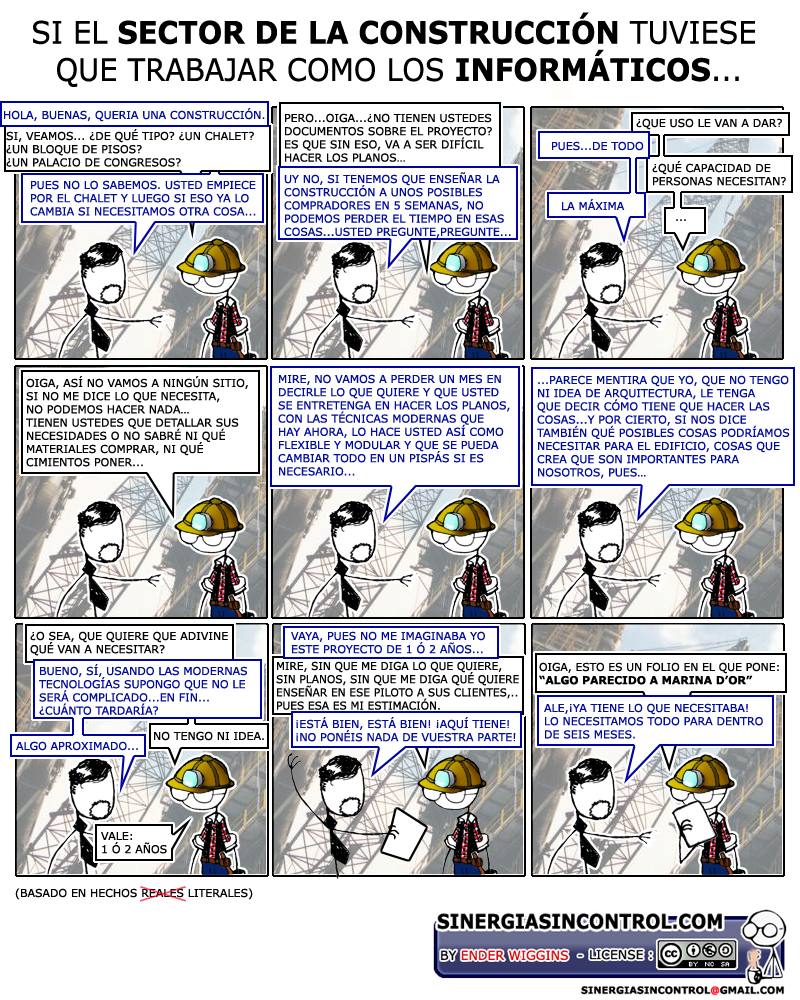 SI EL SECTOR DE LA CONSTRUCCIÓN TUVIESE
QUE TRABAJAR COMO LOS INFORMÁTICOS...
HOLA, BUENAS, QUERIA UNA CONSTRUCCIÓN.
SI, VEAMOS... ¿DE QUÉ TIPO? ¿UN CHALET?
¿UN BLOQUE DE PISOS?
¿UN PALACIO DE CONGRESOS?
PUES NO LO SABEMOS. USTED EMPIECE
POR EL CHALET Y LUEGO SI ESO YA LO
CAMBIA SI NECESITAMOS OTRA COSA...
PERO...OIGA...¿NO TIENEN USTEDES
DOCUMENTOS SOBRE EL PROYECTO?
ES QUE SIN ESO, VA A SER DIFÍCIL
HACER LOS PLANOS...
UY NO, SI TENEMOS QUE ENSEÑAR LA
CONSTRUCCIÓN A UNOS POSIBLES
COMPRADORES EN 5 SEMANAS, NO
PODEMOS PERDER EL TIEMPO EN ESAS
COSAS...USTED PREGUNTE,PREGUNTE...
¿QUE USO LE VAN A DAR?
PUES...DE TODO
¿QUÉ CAPACIDAD DE
PERSONAS NECESITAN?
LA MÁXIMA
...
OIGA, ASÍ NO VAMOS A NINGÚN SITIO,
SI NO ME DICE LO QUE NECESITA,
NO PODEMOS HACER NADA...
TIENEN USTEDES QUE DETALLAR SUS
NECESIDADES O NO SABRÉ NI QUÉ
MATERIALES COMPRAR, NI QUÉ
CIMIENTOS PONER...
MIRE, NO VAMOS A PERDER UN MES EN
DECIRLE LO QUE QUIERE Y QUE USTED
SE ENTRETENGA EN HACER LOS PLANOS,
CON LAS TÉCNICAS MODERNAS QUE
HAY AHORA, LO HACE USTED ASÍ COMO
FLEXIBLE Y MODULAR Y QUE SE PUEDA
CAMBIAR TODO EN UN PISPÁS SI ES
NECESARIO...
...PARECE MENTIRA QUE YO, QUE NO TENGO
NI IDEA DE ARQUITECTURA, LE TENGA
QUE DECIR CÓMO TIENE QUE HACER LAS
COSAS...Y POR CIERTO, SI NOS DICE
TAMBIÉN QUÉ POSIBLES COSAS PODRÍAMOS
NECESITAR PARA EL EDIFICIO, COSAS QUE
CREA QUE SON IMPORTANTES PARA
NOSOTROS, PUES...
¿O SEA, QUE QUIERE QUE ADIVINE
QUÉ VAN A NECESITAR?
BUENO, SÍ, USANDO LAS MODERNAS
TECNOLOGÍAS SUPONGO QUE NO LE
SERÁ COMPLICADO...EN FIN...
¿CUÁNTO TARDARÍA?
NO TENGO NI IDEA.
ALGO APROXIMADO...
VALE:
1 Ó 2 AÑOS
VAYA, PUES NO ME IMAGINABA YO
ESTE PROYECTO DE 1 Ó 2 AÑOS...
MIRE, SIN QUE ME DIGA LO QUE QUIERE,
SIN PLANOS, SIN QUE ME DIGA QUÉ QUIERE
ENSEÑAR EN ESE PILOTO A SUS CLIENTES,..
PUES ESA ES MI ESTIMACIÓN.
¡ESTÁ BIEN, ESTÁ BIEN! ¡AQUÍ TIENE!
¡NO PONÉIS NADA DE VUESTRA PARTE!
OIGA, ESTO ES UN FOLIO EN EL QUE PONE:
“ALGO PARECIDO A MARINA D’OR”
ALE,¡YA TIENE LO QUE NECESITABA!
LO NECESITAMOS TODO PARA DENTRO
DE SEIS MESES.
(BASADO EN HECHOS REALES LITERALES)
SINERGIASINCONTROL.COM
BY ENDER WIGGINS - LICENSE :
cc
BY NC SA
SINERGIASINCONTROL@GMAIL.COM